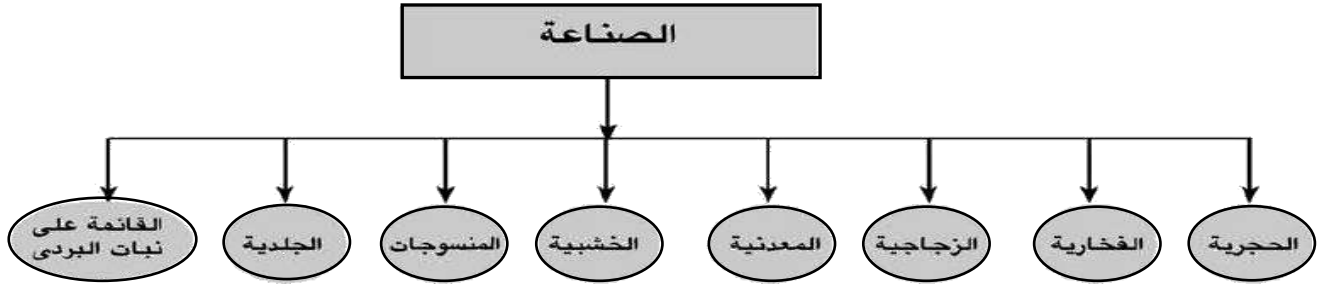 الصناعة
الحجرية
الفخارية
الزجاجية
المعدنية
الخشبية
المنسوجات
الجلدية
القائمة على
نبات البردى